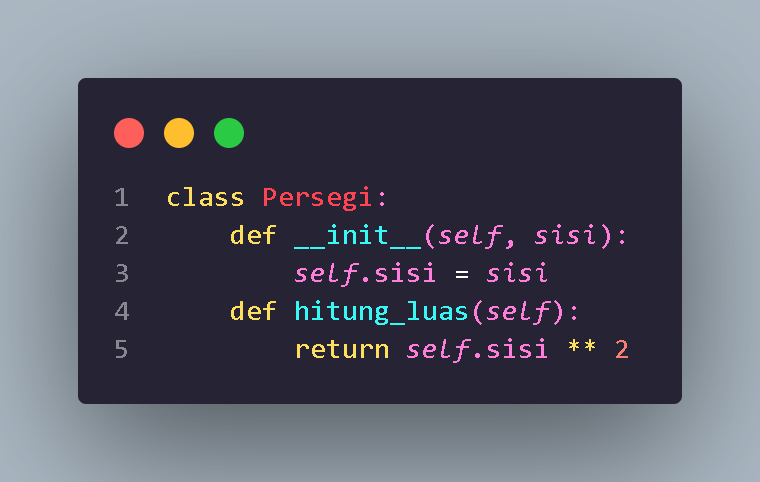 1 class Persegi:
2     def __init__(self, sisi):
3         self.sisi = sisi
4     def hitung_luas(self):
5         return self.sisi ** 2